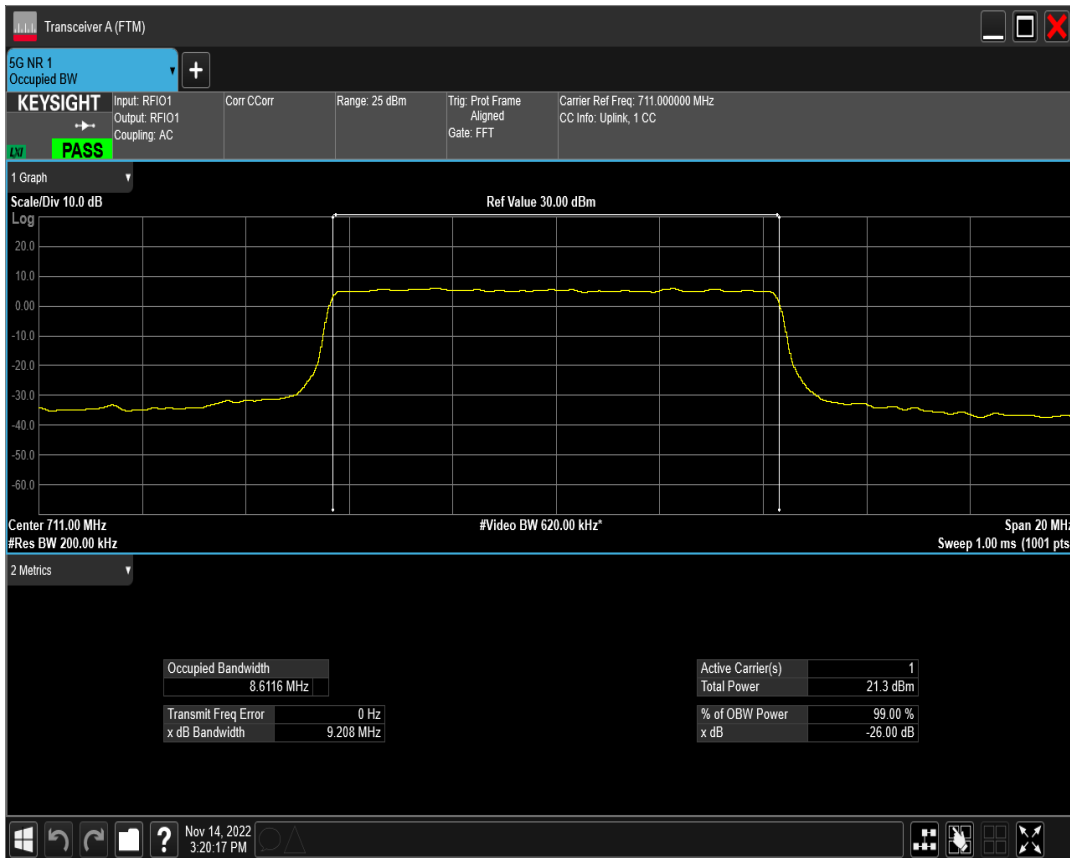 Transceiver A (FTM)
5G NR 1
Occupied BW
+
KEYSIGHT
LXI
PASS
Input: RFIO1
Output: RFIO1
Coupling: AC
Corr CCorr
Range: 25 dBm
Trig: Prot Frame
Aligned
Gate: FFT
Carrier Ref Freq: 711.000000 MHz
CC Info: Uplink, 1 CC
1 Graph
Scale/Div 10.0 dB
Ref Value 30.00 dBm
Log
20.0
10.0
0.00
-10.0
-20.0
-30.0
-40.0
-50.0
-60.0
Center 711.00 MHz
#Video BW 620.00 kHz*
Span 20 MHz
#Res BW 200.00 kHz
Sweep 1.00 ms (1001 pts
2 Metrics
Occupied Bandwidth
8.6116 MHz
Transmit Freq Error 0 Hz
x dB Bandwidth 9.208 MHz
Active Carrier(s) 1
Total Power 21.3 dBm
% of OBW Power 99.00 %
x dB -26.00 dB
?
Nov 14, 2022
3:20:17 PM